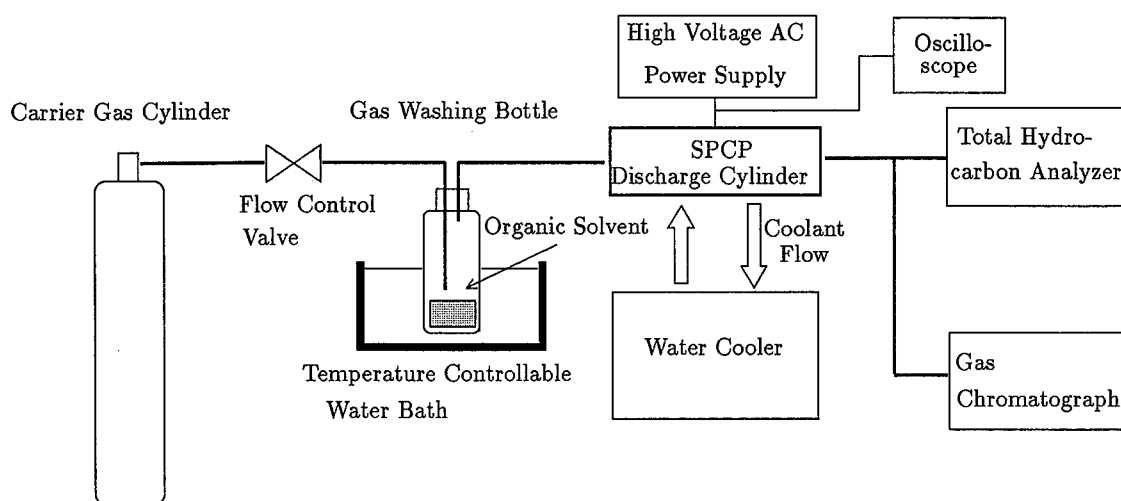 High Voltage AC
Power Supply
Oscillo-
scope
Carrier Gas Cylinder
Gas Washing Bottle
SPCP
Discharge Cylinder
Total Hydro-
carbon Analyzer
Flow Control
Valve
Organic Solvent
Coolant
Flow
Water Cooler
Temperature Controllable
Water Bath
Gas
Chromatograph